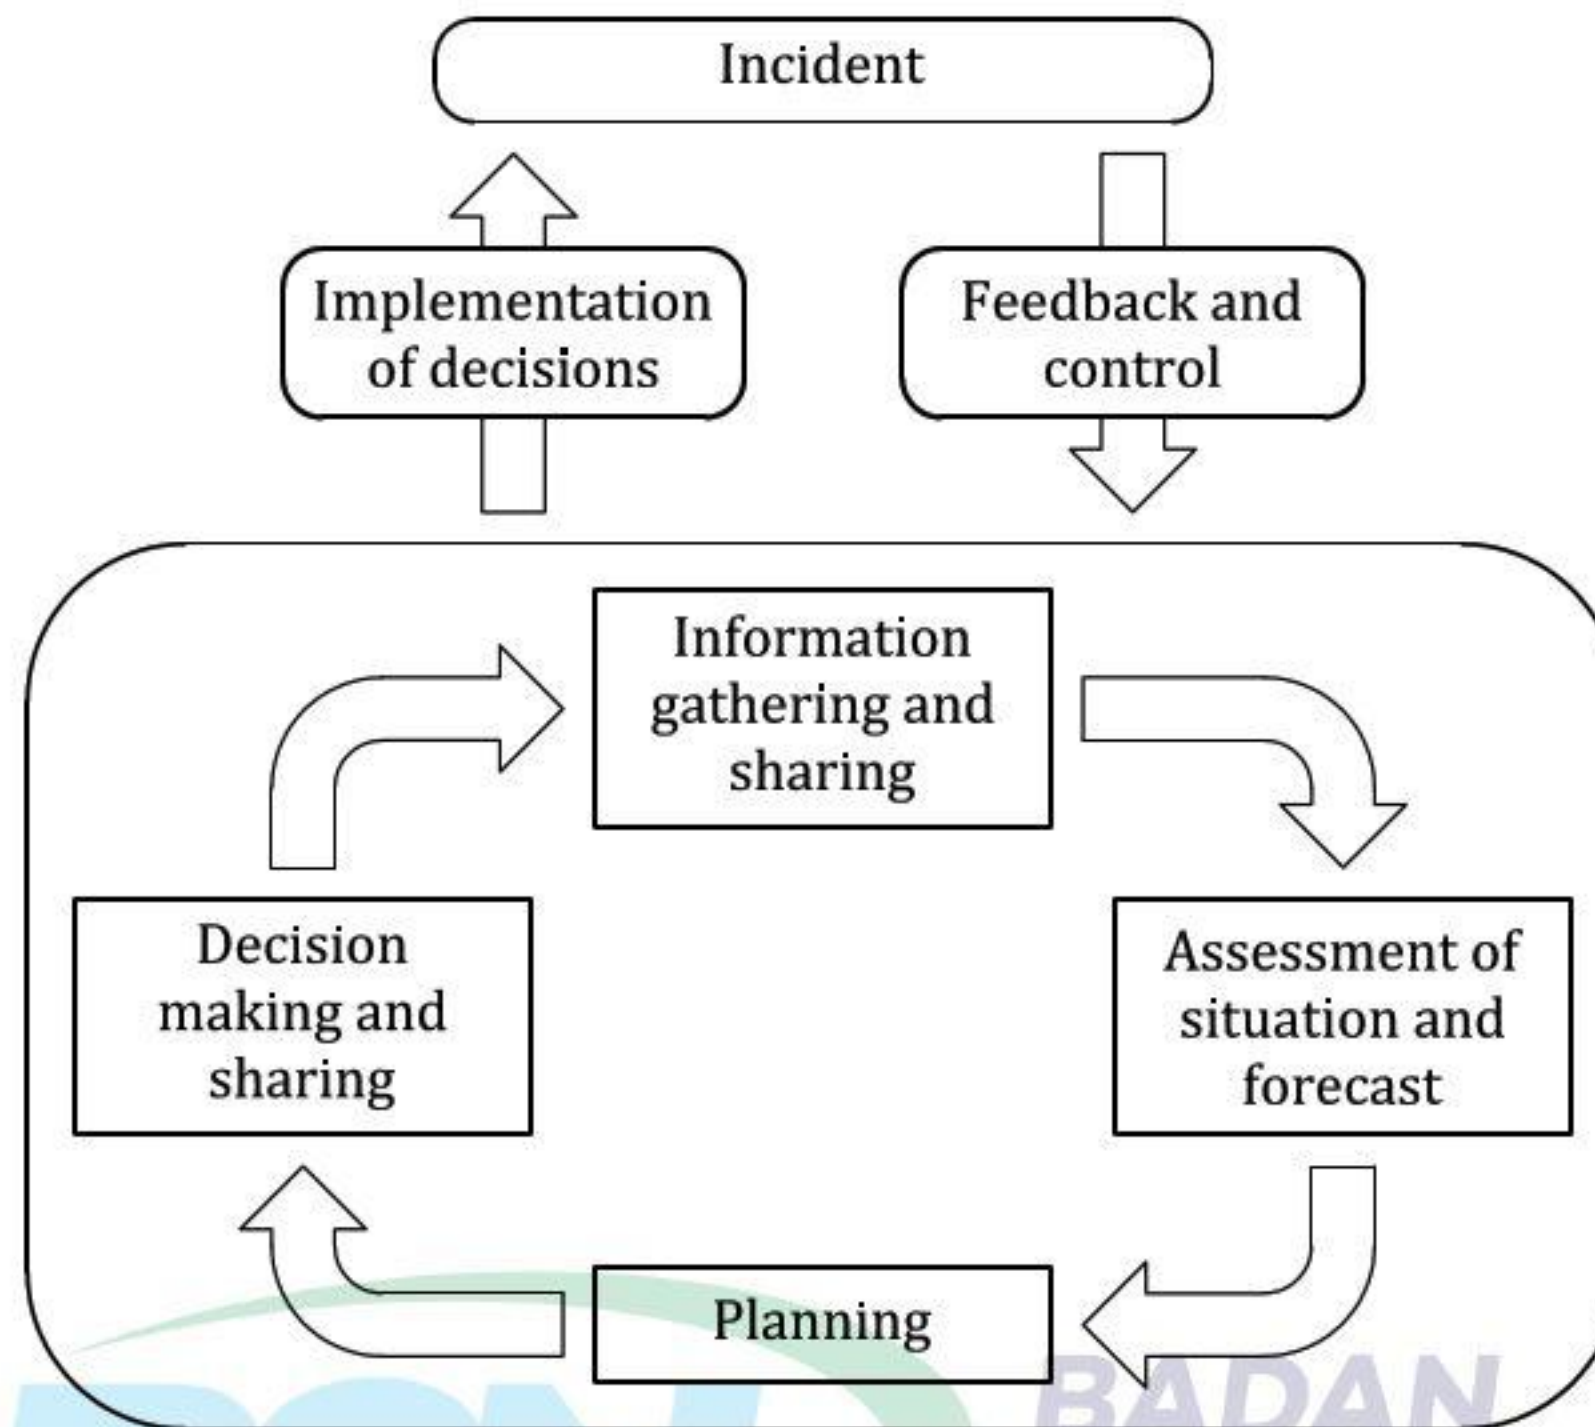 Incident
Implementation
of decisions
Feedback and
control
Information
gathering and
sharing
Decision
making and
sharing
Assessment of
situation and
forecast
Planning
BADAN